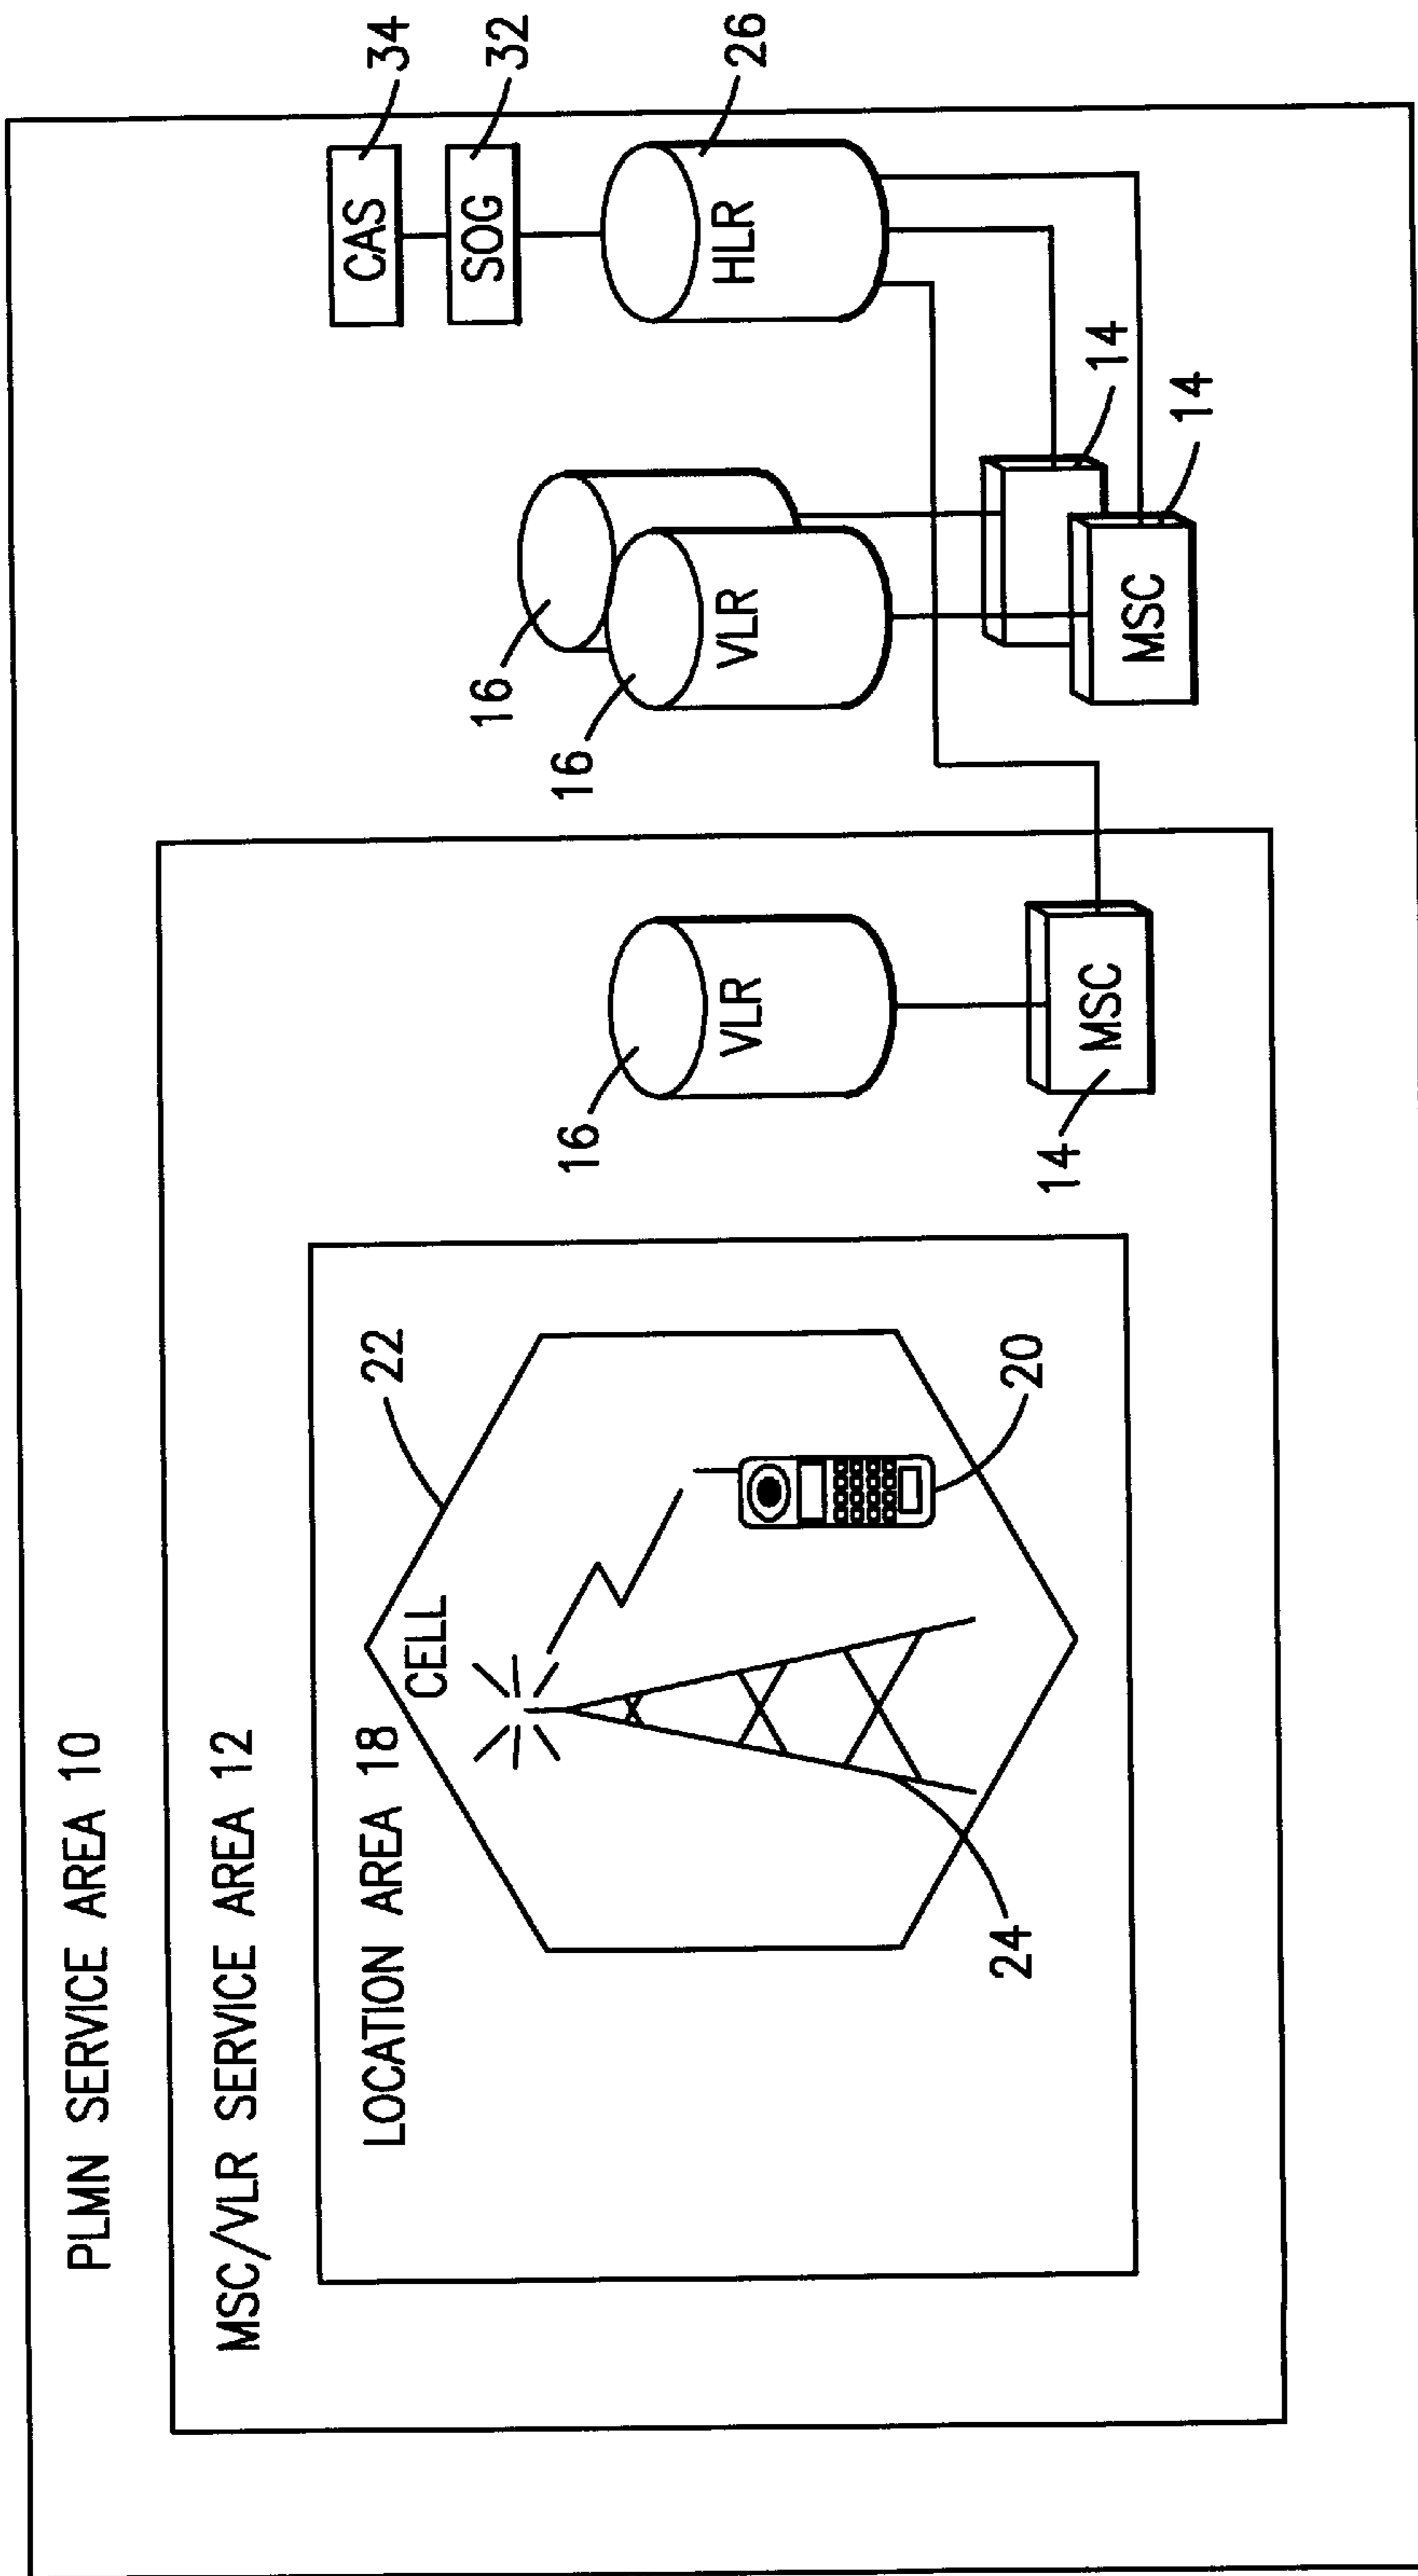 PLMN SERVICE AREA 10
MSC/VLR SERVICE AREA 12
LOCATION AREA 18
CELL
22
20
24
16
VLR
MSC
14
16
16
VLR
14
MSC
14
CAS
34
SOG
32
HLR
26